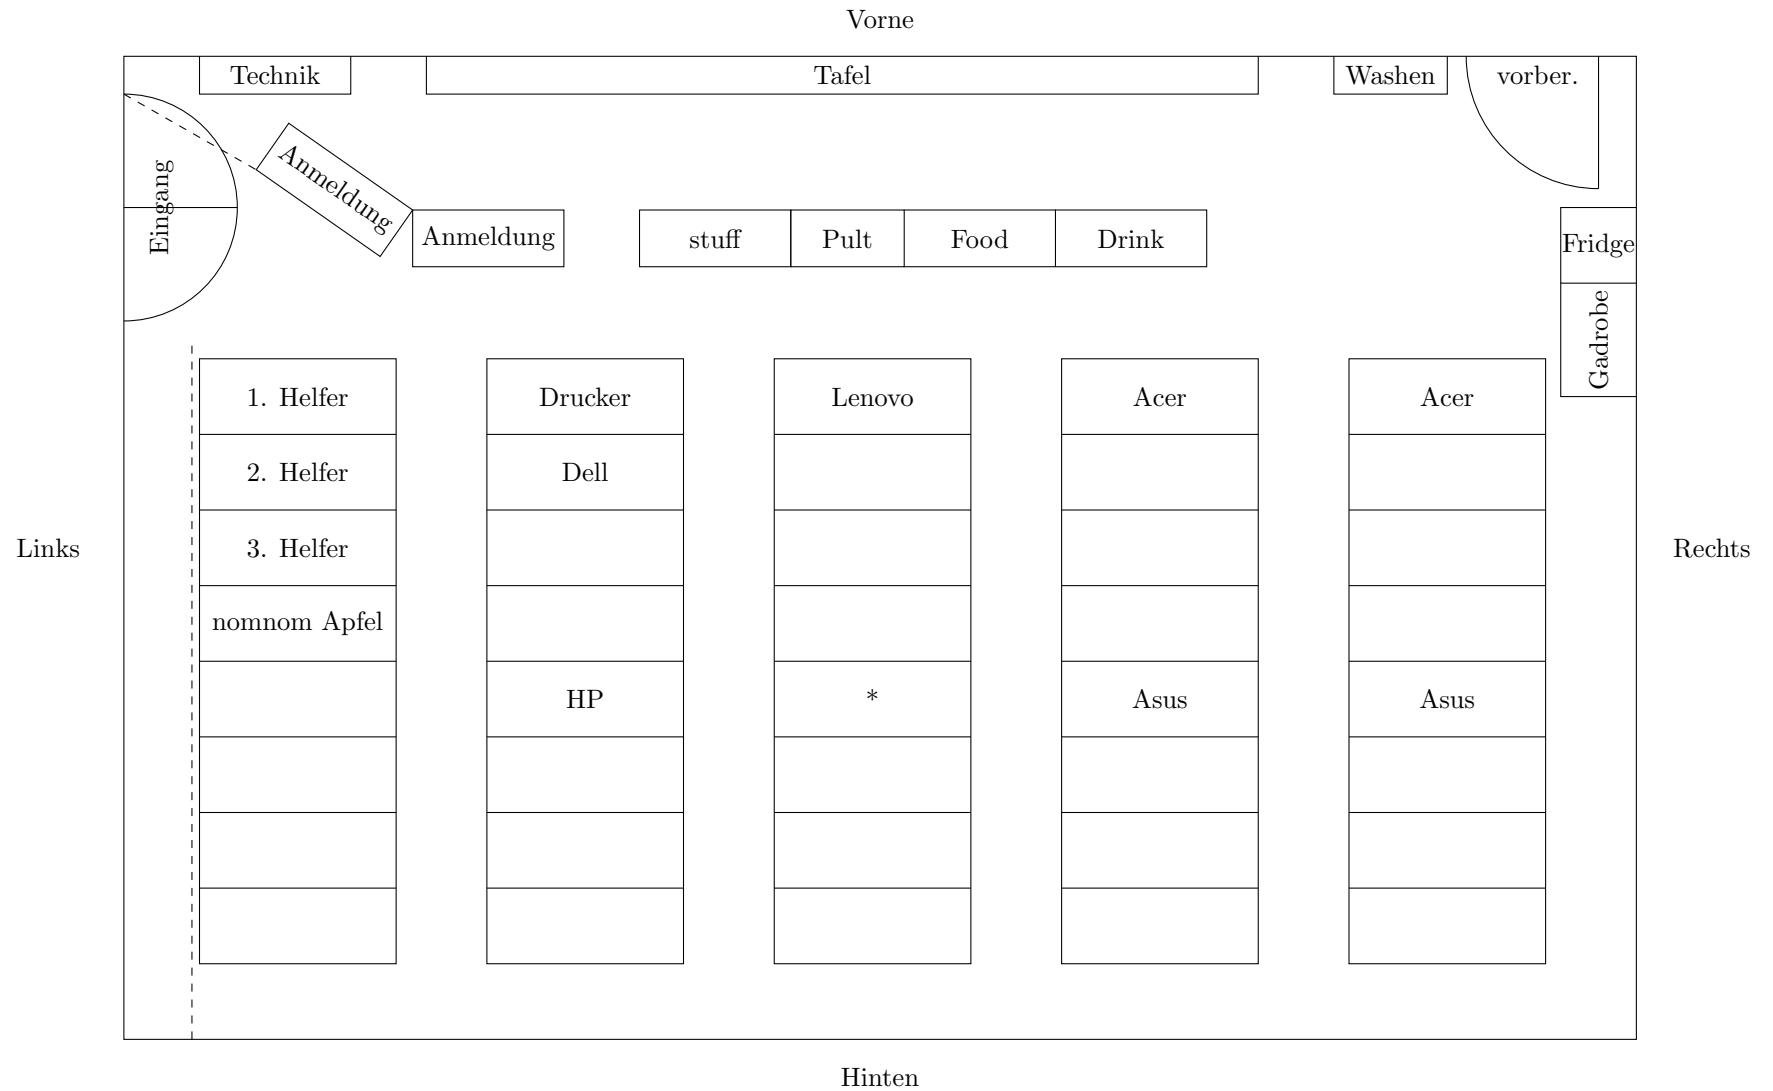 Vorne
Technik
Tafel
Washen
vorber.
Eingang
Anmeldung
Anmeldung
stuff
Pult
Food
Drink
Fridge
Gadrobe
1. Helfer
Drucker
Lenovo
Acer
Acer
2. Helfer
Dell
Links
3. Helfer
Rechts
nomnom Apfel
HP
*
Asus
Asus
Hinten